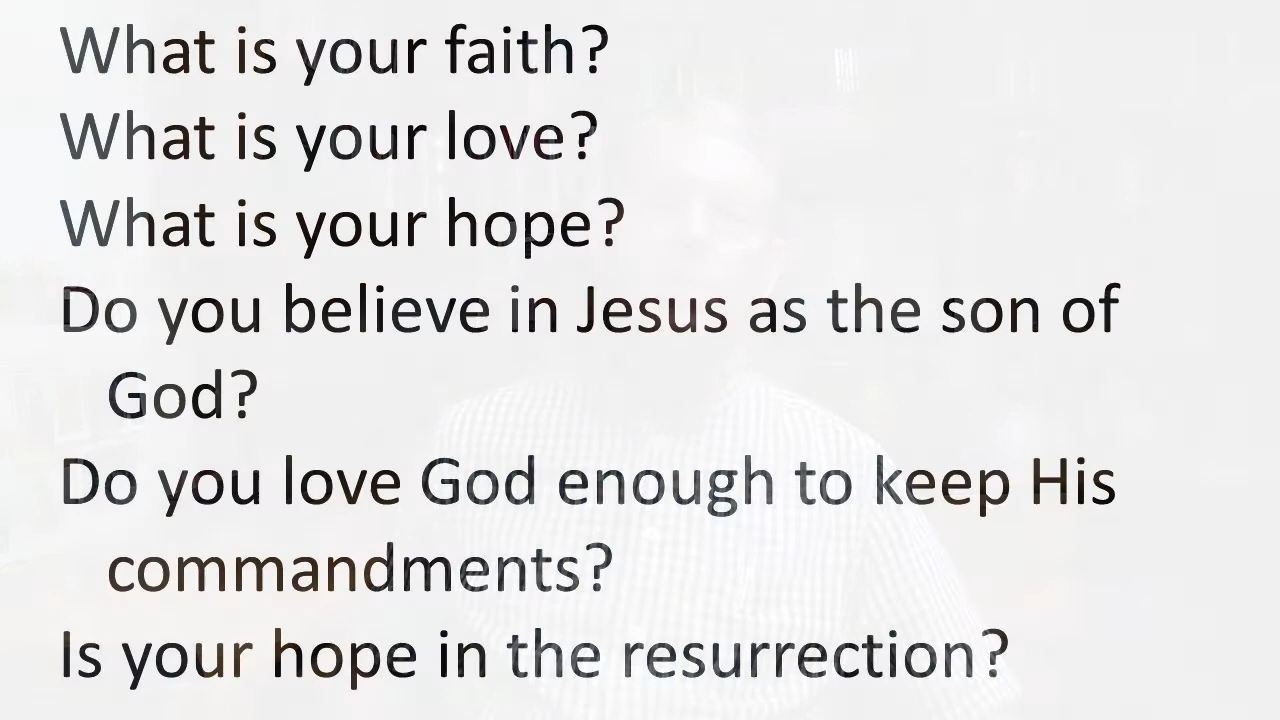 What is your faith?
What is your love?
What is your hope?
Do you believe in Jesus as the son of
God?
Do you love God enough to keep His
commandments?
Is your hope in the resurrection?